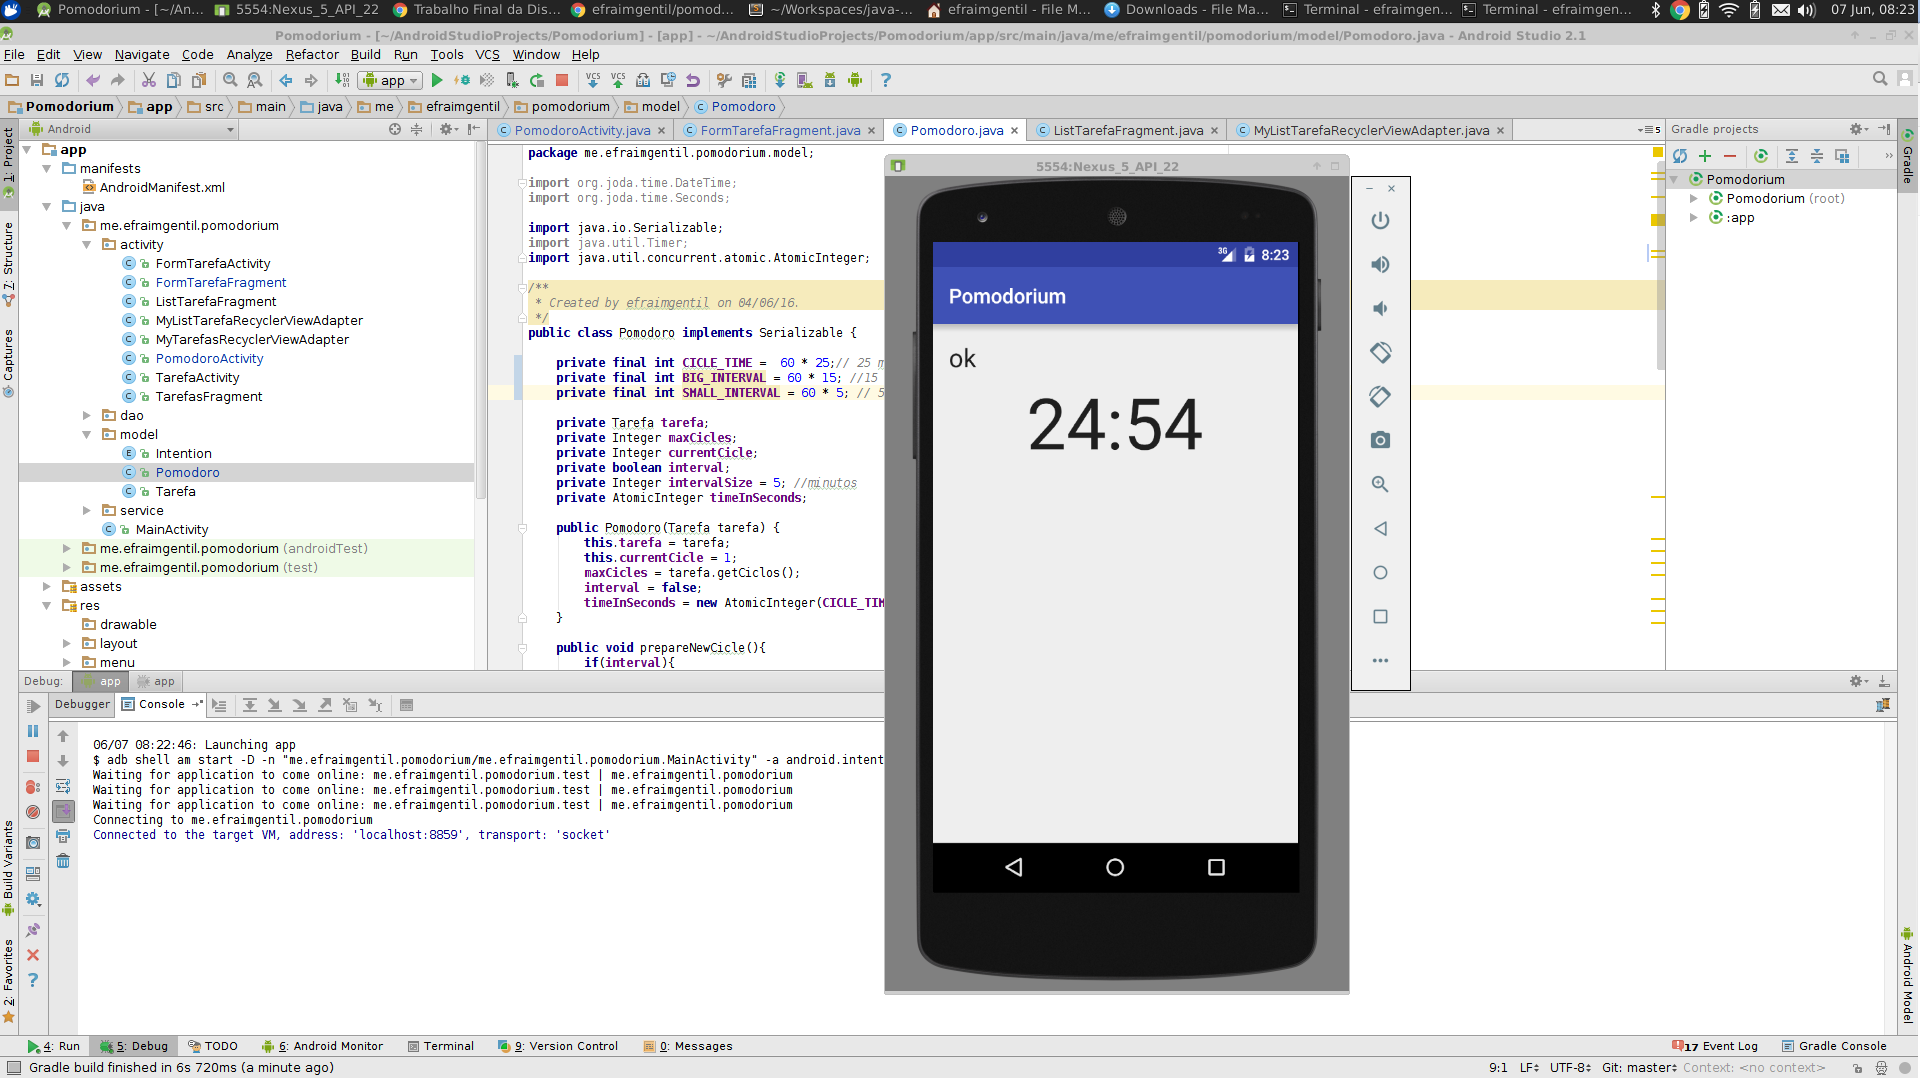 Pomodorium - [~/An...
5554:Nexus_5_API_22
Trabalho Final da Dis...
efraimgentil/pomod...
~/Workspaces/java-...
efraimgentil - File M...
Downloads - File Ma...
Terminal - efraimgen...
Terminal - efraimgen...
07 Jun, 08:23
Pomodorium - [~/AndroidStudioProjects/Pomodorium] - [app] - ~/AndroidStudioProjects/Pomodorium/app/src/main/java/me/efraimgentil/pomodorium/model/Pomodoro.java - Android Studio 2.1
File Edit View Navigate Code Analyze Refactor Build Run Tools VCS Window Help
app
Pomodorium app src main java me efraimgentil pomodorium model Pomodoro
Android
PomodoroActivity.java
FormTarefaFragment.java
Pomodoro.java
ListTarefaFragment.java
MyListTarefaRecyclerViewAdapter.java
5
Gradle projects
1: Project
7: Structure
Captures
Build Variants
2: Favorites
app
manifests
AndroidManifest.xml
java
me.efraimgentil.pomodorium
activity
FormTarefaActivity
FormTarefaFragment
ListTarefaFragment
MyListTarefaRecyclerViewAdapter
MyTarefasRecyclerViewAdapter
PomodoroActivity
TarefaActivity
TarefasFragment
dao
model
Intention
Pomodoro
Tarefa
service
MainActivity
me.efraimgentil.pomodorium (androidTest)
me.efraimgentil.pomodorium (test)
assets
res
drawable
layout
menu
package me.efraimgentil.pomodorium.model;
import org.joda.time.DateTime;
import org.joda.time.Seconds;
import java.io.Serializable;
import java.util.Timer;
import java.util.concurrent.atomic.AtomicInteger;
/**
* Created by efraimgentil on 04/06/16.
*/
public class Pomodoro implements Serializable {
private final int CICLE_TIME =  60 * 25;// 25 m
private final int BIG_INTERVAL = 60 * 15; //15
private final int SMALL_INTERVAL = 60 * 5; // 5
private Tarefa tarefa;
private Integer maxCicles;
private Integer currentCicle;
private boolean interval;
private Integer intervalSize = 5; //minutos
private AtomicInteger timeInSeconds;
public Pomodoro(Tarefa tarefa) {
this.tarefa = tarefa;
this.currentCicle = 1;
maxCicles = tarefa.getCiclos();
interval = false;
timeInSeconds = new AtomicInteger(CICLE_TIM
}
public void prepareNewCicle(){
if(interval){
5554:Nexus_5_API_22
3G 8:23
Pomodorium
ok
24:54
Pomodorium
Pomodorium (root)
:app
Gradle
Android Model
Debug: app app
Debugger Console
06/07 08:22:46: Launching app
$ adb shell am start -D -n "me.efraimgentil.pomodorium/me.efraimgentil.pomodorium.MainActivity" -a android.intent
Waiting for application to come online: me.efraimgentil.pomodorium.test | me.efraimgentil.pomodorium
Waiting for application to come online: me.efraimgentil.pomodorium.test | me.efraimgentil.pomodorium
Waiting for application to come online: me.efraimgentil.pomodorium.test | me.efraimgentil.pomodorium
Connecting to me.efraimgentil.pomodorium
Connected to the target VM, address: 'localhost:8859', transport: 'socket'
4: Run 5: Debug TODO 6: Android Monitor Terminal 9: Version Control 0: Messages 17 Event Log Gradle Console
Gradle build finished in 6s 720ms (a minute ago)
9:1 LF UTF-8 Git: master Context: <no context>